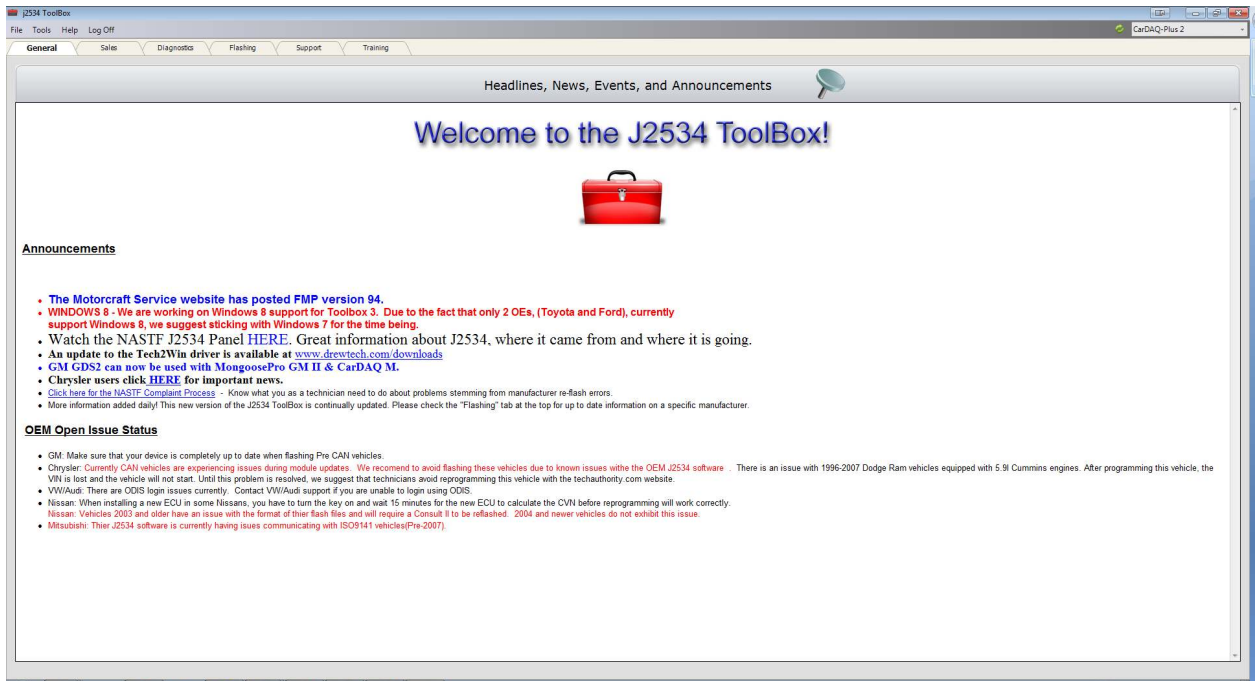 j2534 ToolBox
File Tools Help Log Off
CarDAQ-Plus 2
General Sales Diagnostics Flashing Support Training
Headlines, News, Events, and Announcements
Welcome to the J2534 ToolBox!
Announcements
The Motorcraft Service website has posted FMP version 94.
WINDOWS 8 - We are working on Windows 8 support for Toolbox 3. Due to the fact that only 2 OEs, (Toyota and Ford), currently
support Windows 8, we suggest sticking with Windows 7 for the time being.
Watch the NASTF J2534 Panel HERE. Great information about J2534, where it came from and where it is going.
An update to the Tech2Win driver is available at www.drewtech.com/downloads
GM GDS2 can now be used with MongoosePro GM II & CarDAQ M.
Chrysler users click HERE for important news.
Click here for the NASTF Complaint Process - Know what you as a technician need to do about problems stemming from manufacturer re-flash errors.
More information added daily! This new version of the J2534 ToolBox is continually updated. Please check the "Flashing" tab at the top for up to date information on a specific manufacturer.
OEM Open Issue Status
GM: Make sure that your device is completely up to date when flashing Pre CAN vehicles.
Chrysler: Currently CAN vehicles are experiencing issues during module updates. We recomend to avoid flashing these vehicles due to known issues withe the OEM J2534 software . There is an issue with 1996-2007 Dodge Ram vehicles equipped with 5.9l Cummins engines. After programming this vehicle, the
VIN is lost and the vehicle will not start. Until this problem is resolved, we suggest that technicians avoid reprogramming this vehicle with the techauthority.com website.
VW/Audi: There are ODIS login issues currently. Contact VW/Audi support if you are unable to login using ODIS.
Nissan: When installing a new ECU in some Nissans, you have to turn the key on and wait 15 minutes for the new ECU to calculate the CVN before reprogramming will work correctly.
Nissan: Vehicles 2003 and older have an issue with the format of thier flash files and will require a Consult II to be reflashed. 2004 and newer vehicles do not exhibit this issue.
Mitsubishi: Thier J2534 software is currently having isues communicating with ISO9141 vehicles(Pre-2007).